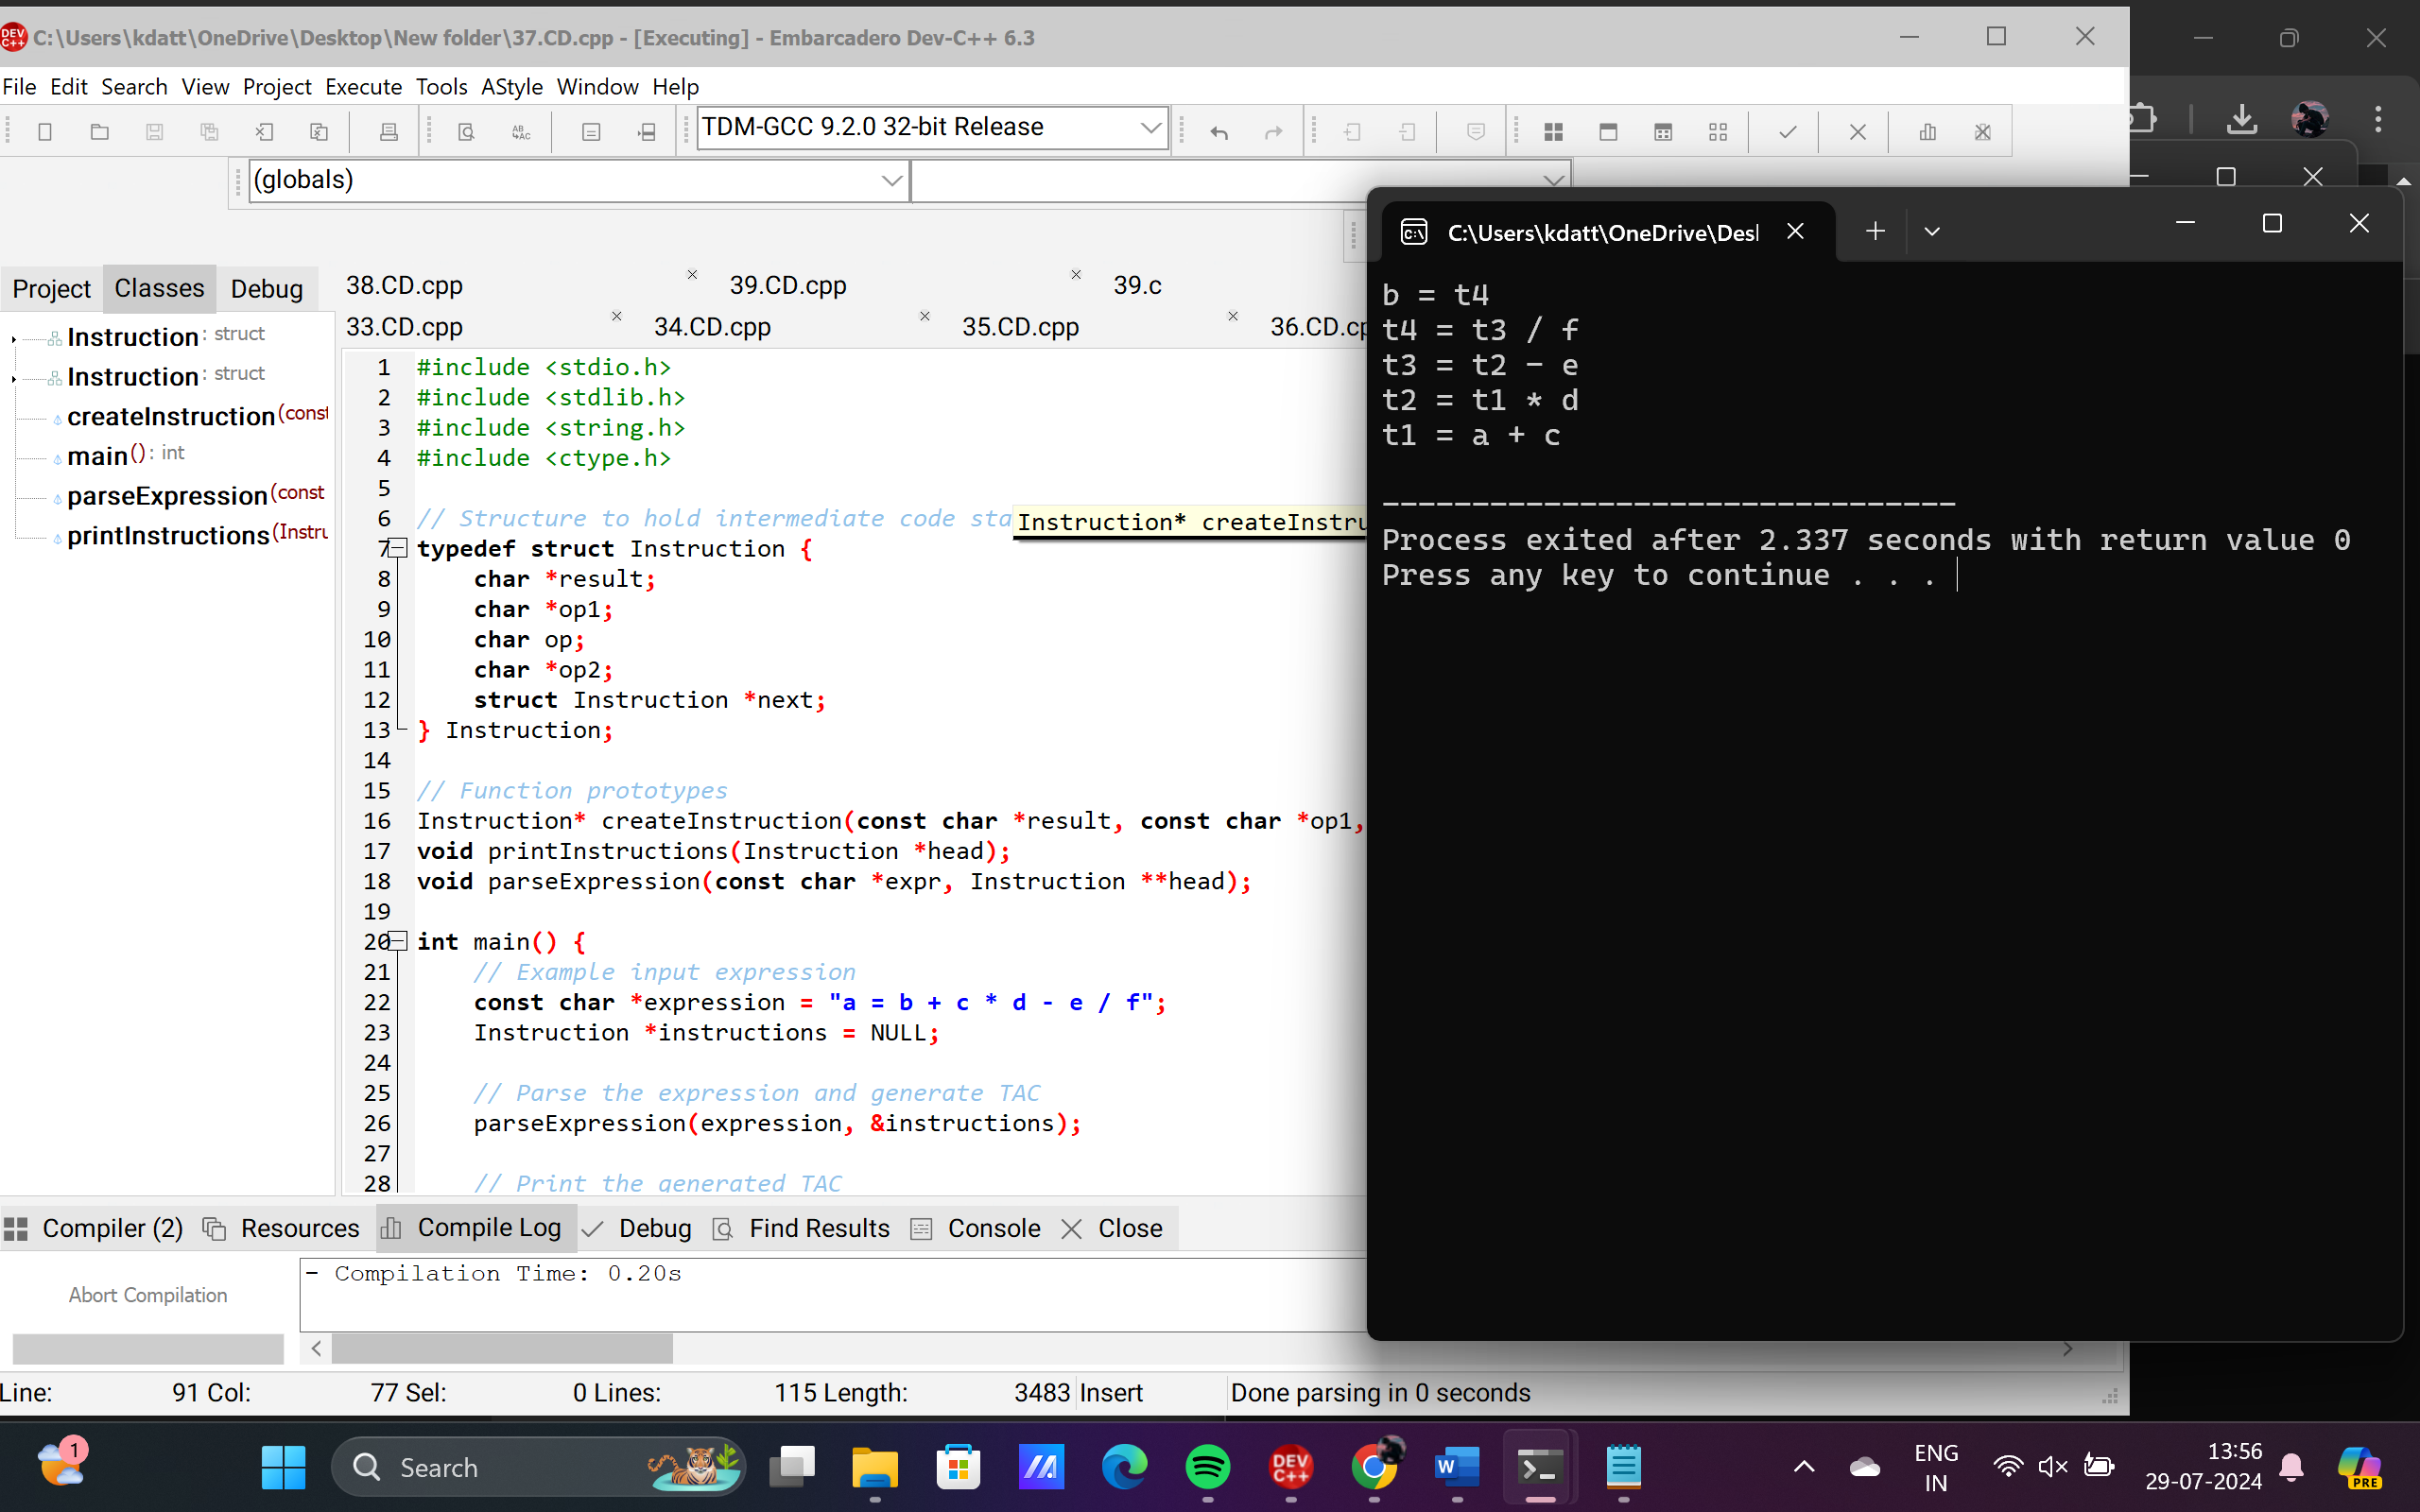 C:\Users\kdatt\OneDrive\Desktop\New folder\37.CD.cpp - [Executing] - Embarcadero Dev-C++ 6.3
File Edit Search View Project Execute Tools AStyle Window Help
TDM-GCC 9.2.0 32-bit Release
(globals)
Project Classes Debug
38.CD.cpp 39.CD.cpp 39.c
33.CD.cpp 34.CD.cpp 35.CD.cpp 36.CD.cp
Instruction : struct
Instruction : struct
createInstruction (const
main () : int
parseExpression (const
printInstructions (Instru
1 #include <stdio.h>
2 #include <stdlib.h>
3 #include <string.h>
4 #include <ctype.h>
5
6 // Structure to hold intermediate code sta
Instruction* createInstru
7 typedef struct Instruction {
8 char *result;
9 char *op1;
10 char op;
11 char *op2;
12 struct Instruction *next;
13 } Instruction;
14
15 // Function prototypes
16 Instruction* createInstruction(const char *result, const char *op1,
17 void printInstructions(Instruction *head);
18 void parseExpression(const char *expr, Instruction **head);
19
20 int main() {
21 // Example input expression
22 const char *expression = "a = b + c * d - e / f";
23 Instruction *instructions = NULL;
24
25 // Parse the expression and generate TAC
26 parseExpression(expression, &instructions);
27
28 // Print the generated TAC
C:\Users\kdatt\OneDrive\Des
b = t4
t4 = t3 / f
t3 = t2 - e
t2 = t1 * d
t1 = a + c
--------------------------------
Process exited after 2.337 seconds with return value 0
Press any key to continue . . .
Compiler (2) Resources Compile Log Debug Find Results Console Close
Abort Compilation
- Compilation Time: 0.20s
Line: 91 Col: 77 Sel: 0 Lines: 115 Length: 3483 Insert Done parsing in 0 seconds
1
Search
DEV C++
W
ENG
IN
13:56
29-07-2024
PRE